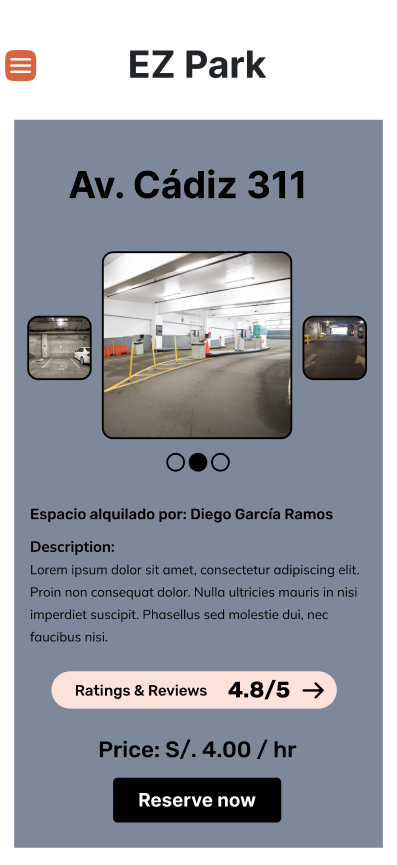 EZ Park
Av. Cádiz 311
Espacio alquilado por: Diego García Ramos
Description:
Lorem ipsum dolor sit amet, consectetur adipiscing elit.
Proin non consequat dolor. Nulla ultricies mauris in nisi
imperdiet suscipit. Phasellus sed molestie dui, nec
faucibus nisi.
Ratings & Reviews 4.8/5
Price: S/. 4.00 / hr
Reserve now